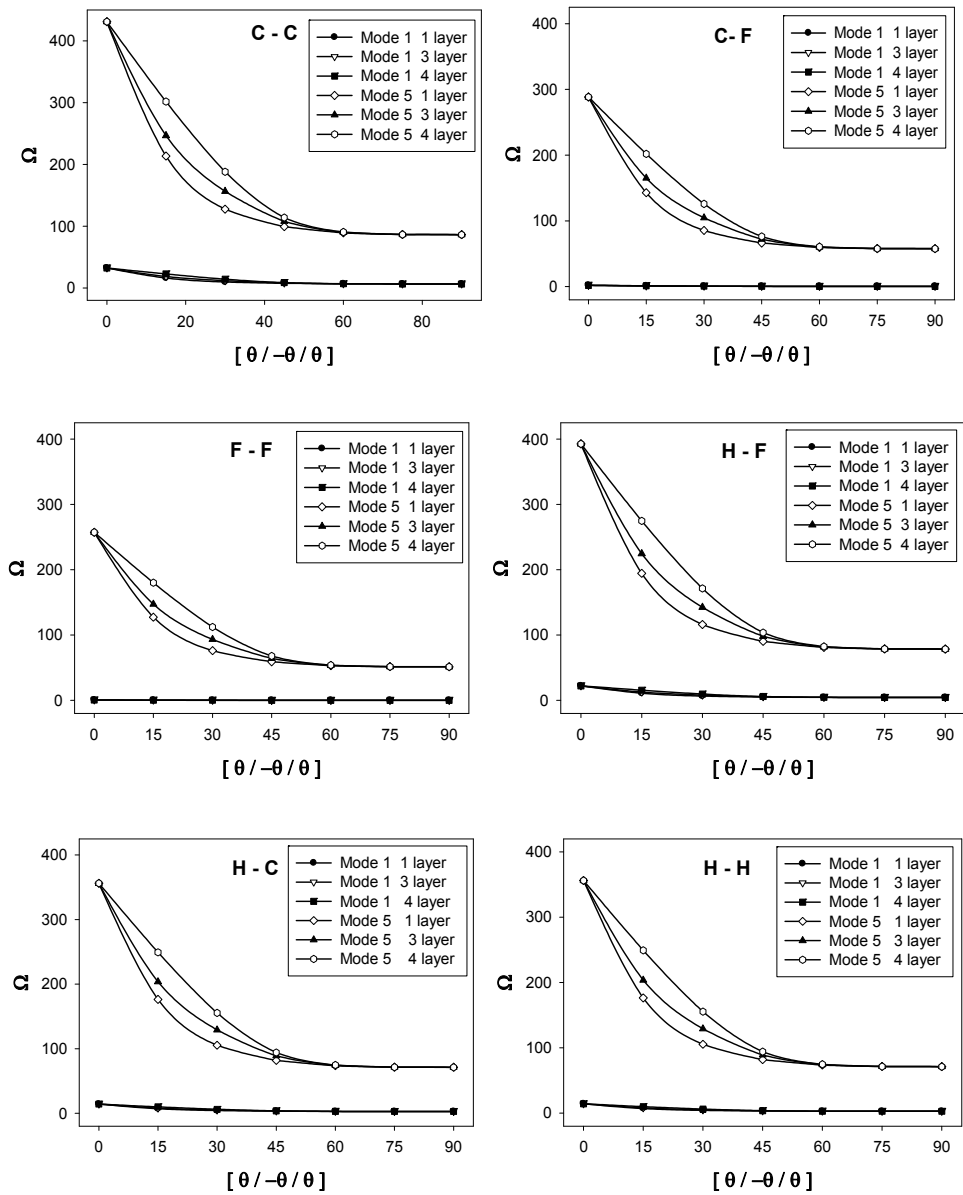 C - C
Mode 1 1 layer
Mode 1 3 layer
Mode 1 4 layer
Mode 5 1 layer
Mode 5 3 layer
Mode 5 4 layer
400
300
200
100
0
Ω
0 20 40 60 80
[ θ / −θ / θ ]
C- F
Mode 1 1 layer
Mode 1 3 layer
Mode 1 4 layer
Mode 5 1 layer
Mode 5 3 layer
Mode 5 4 layer
400
300
200
100
0
Ω
0 15 30 45 60 75 90
[ θ / −θ / θ ]
F - F
Mode 1 1 layer
Mode 1 3 layer
Mode 1 4 layer
Mode 5 1 layer
Mode 5 3 layer
Mode 5 4 layer
400
300
200
100
0
Ω
0 15 30 45 60 75 90
[ θ / −θ / θ ]
H - F
Mode 1 1 layer
Mode 1 3 layer
Mode 1 4 layer
Mode 5 1 layer
Mode 5 3 layer
Mode 5 4 layer
400
300
200
100
0
Ω
0 15 30 45 60 75 90
[ θ / −θ / θ ]
H - C
Mode 1 1 layer
Mode 1 3 layer
Mode 1 4 layer
Mode 5 1 layer
Mode 5 3 layer
Mode 5 4 layer
400
300
200
100
0
Ω
0 15 30 45 60 75 90
[ θ / −θ / θ ]
H - H
Mode 1 1 layer
Mode 1 3 layer
Mode 1 4 layer
Mode 5 1 layer
Mode 5 3 layer
Mode 5 4 layer
400
300
200
100
0
Ω
0 15 30 45 60 75 90
[ θ / −θ / θ ]